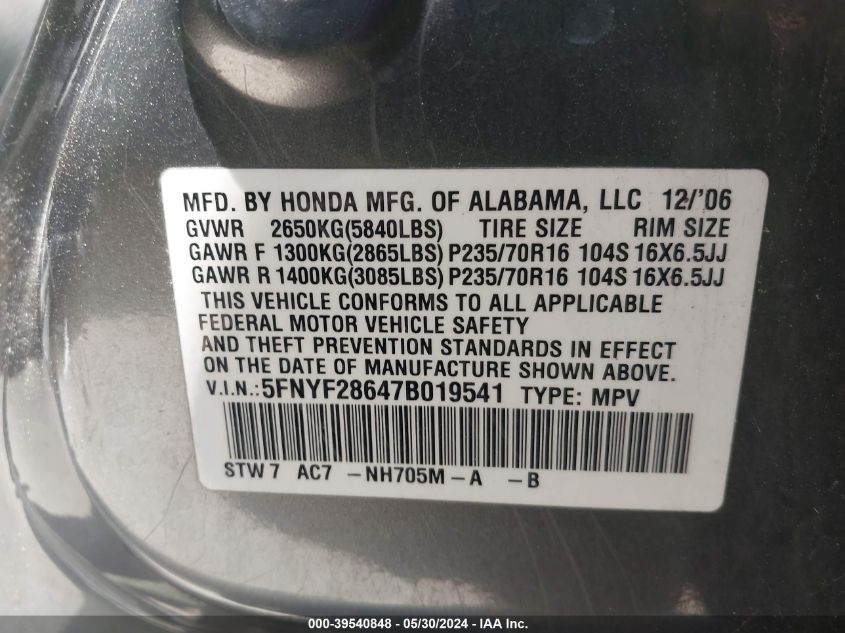 MFD. BY HONDA MFG. OF ALABAMA, LLC 12/'06
GVWR 2650KG(5840LBS) TIRE SIZE RIM SIZE
GAWR F 1300KG(2865LBS) P235/70R16 104S 16X6.5JJ
GAWR R 1400KG(3085LBS) P235/70R16 104S 16X6.5JJ
THIS VEHICLE CONFORMS TO ALL APPLICABLE
FEDERAL MOTOR VEHICLE SAFETY
AND THEFT PREVENTION STANDARDS IN EFFECT
ON THE DATE OF MANUFACTURE SHOWN ABOVE.
V.I.N.: 5FNYF28647B019541 TYPE: MPV
STW7 AC7 -NH705M-A -B
000-39540848 - 05/30/2024 - IAA Inc.